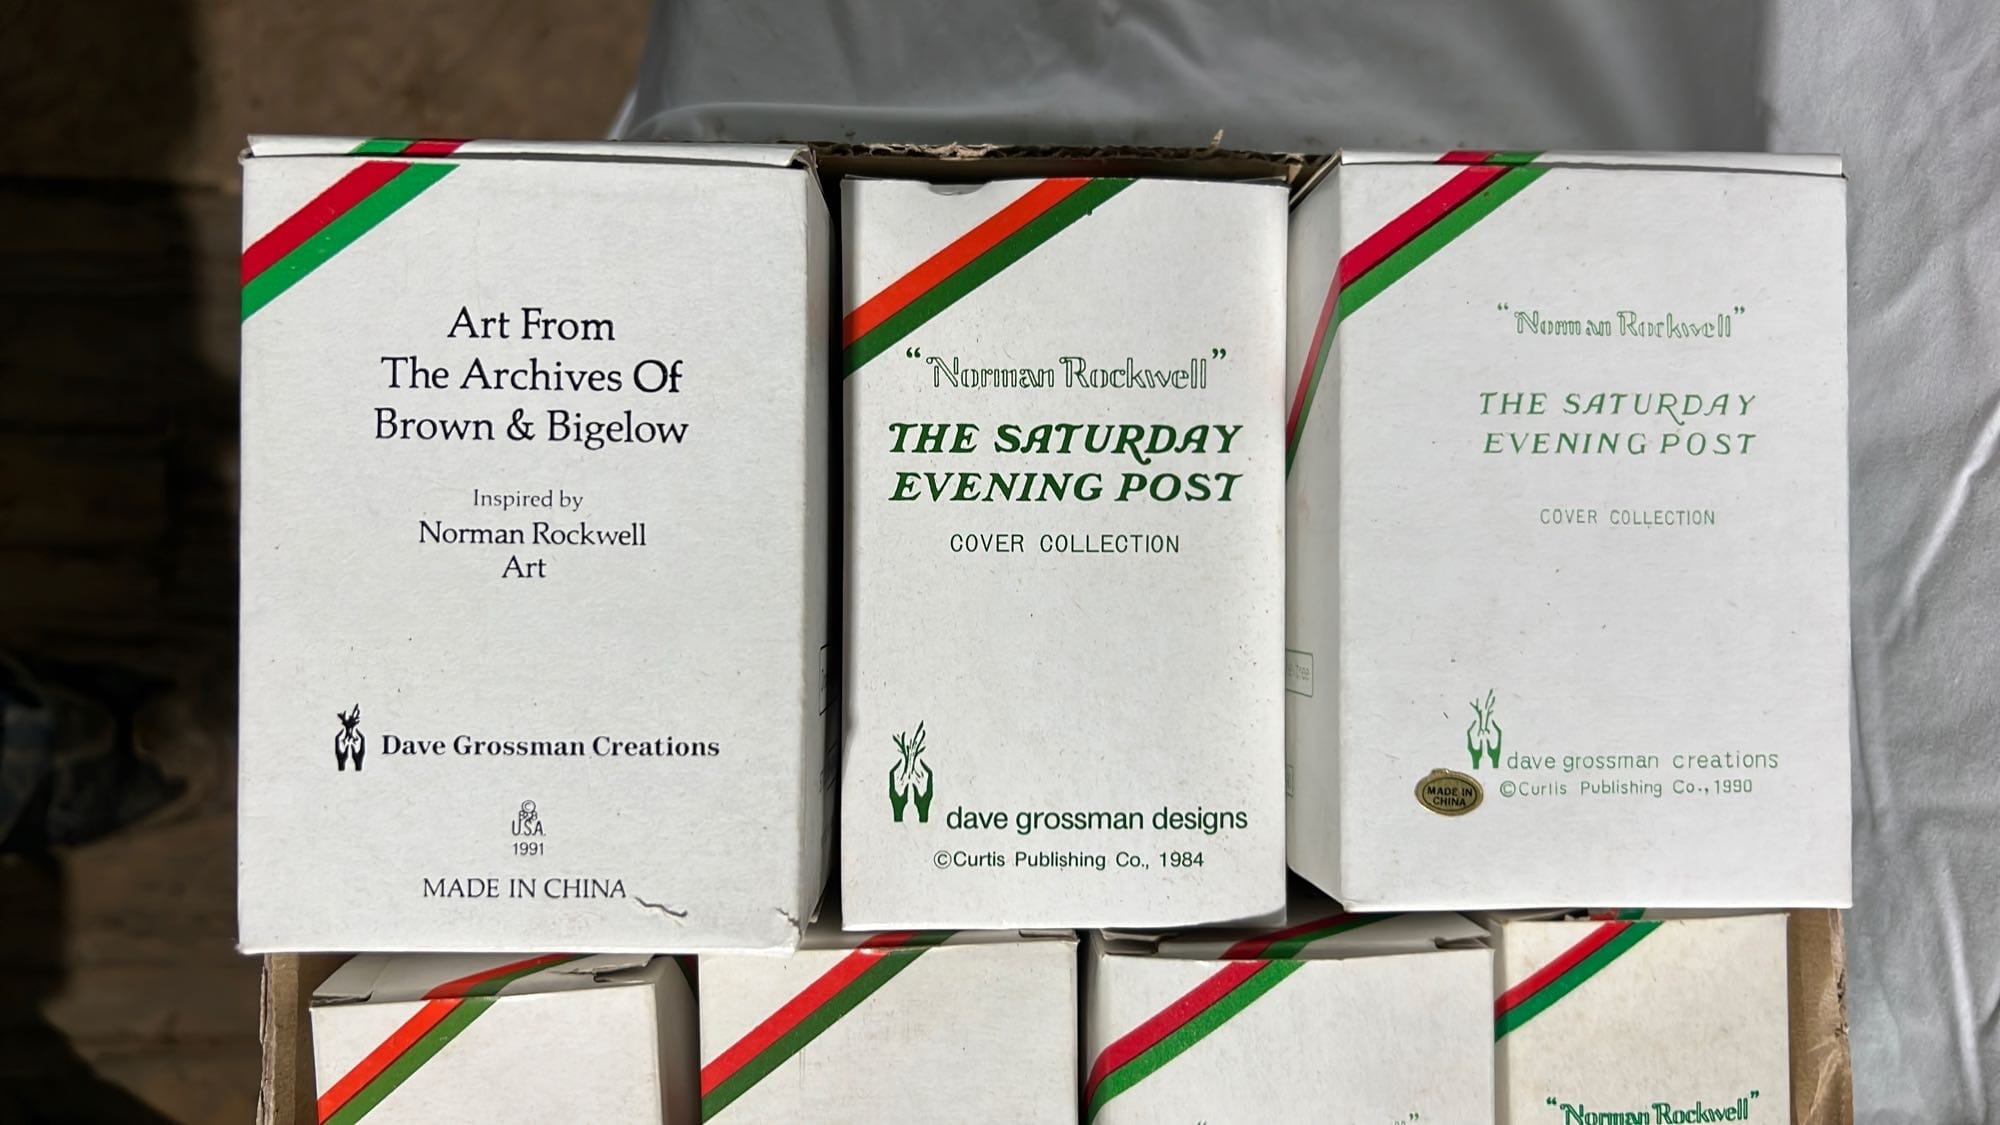 Art From
The Archives Of
Brown & Bigelow
Inspired by
Norman Rockwell
Art
Dave Grossman Creations
©
B&B
U.S.A.
1991
MADE IN CHINA
“Norman Rockwell”
THE SATURDAY
EVENING POST
COVER COLLECTION
dave grossman designs
©Curtis Publishing Co., 1984
“Norman Rockwell”
THE SATURDAY
EVENING POST
COVER COLLECTION
dave grossman creations
©Curtis Publishing Co., 1990
MADE IN
CHINA
“Norman Rockwell”